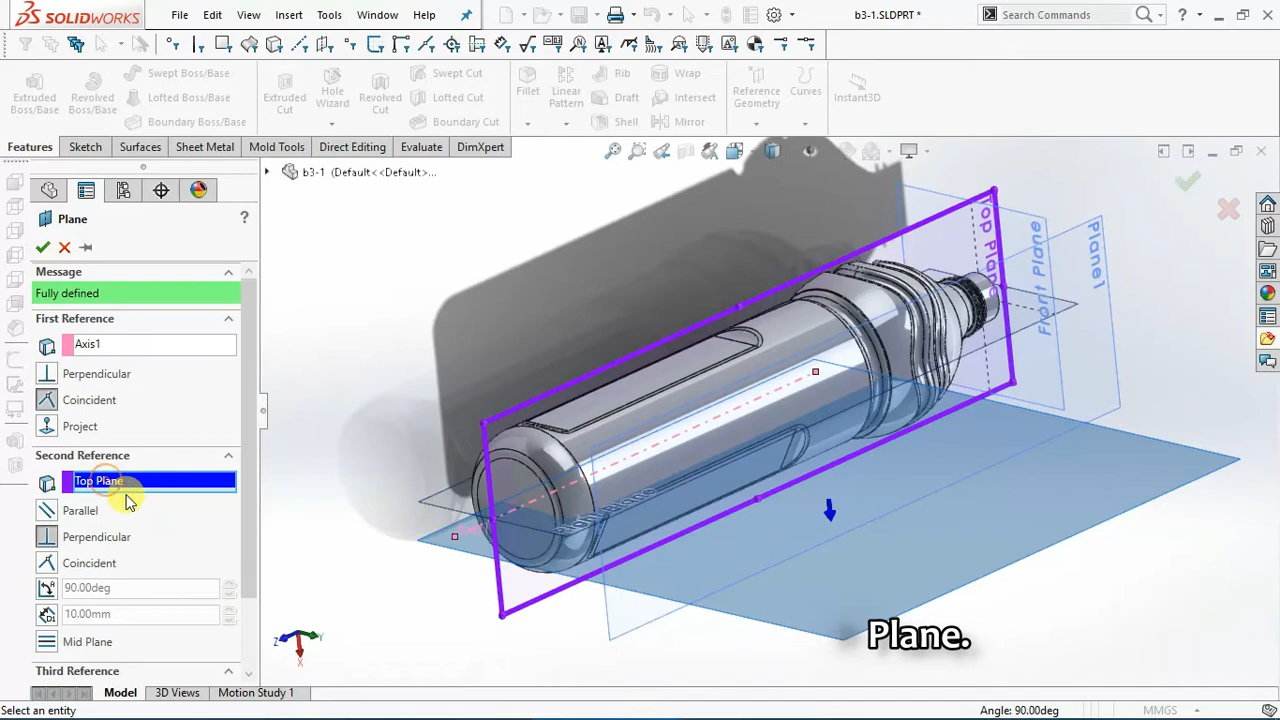 SOLIDWORKS
File Edit View Insert Tools Window Help
b3-1.SLDPRT *
Search Commands
?
Extruded Boss/Base
Revolved Boss/Base
Swept Boss/Base
Lofted Boss/Base
Boundary Boss/Base
Extruded Cut
Hole Wizard
Revolved Cut
Swept Cut
Lofted Cut
Boundary Cut
Fillet
Linear Pattern
Rib
Draft
Shell
Wrap
Intersect
Mirror
Reference Geometry
Curves
Instant3D
Features Sketch Surfaces Sheet Metal Mold Tools Direct Editing Evaluate DimXpert
b3-1 (Default<<Default>...
Plane
?
Message
Fully defined
First Reference
Axis1
Perpendicular
Coincident
Project
Second Reference
Top Plane
Parallel
Perpendicular
Coincident
90.00deg
10.00mm
Mid Plane
Third Reference
Top Plane
Front Plane
Plane1
Z
Y
X
Plane.
Model 3D Views Motion Study 1
Select an entity
Angle: 90.00deg
MMGS